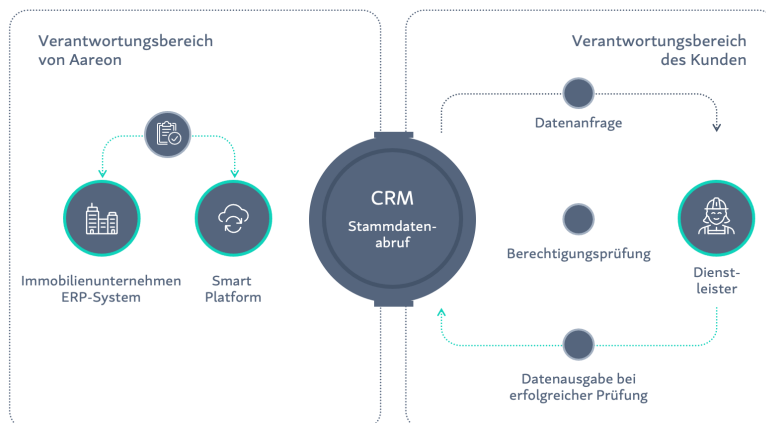 Verantwortungsbereich
von Aareon
Verantwortungsbereich
des Kunden
Datenanfrage
CRM
Stammdaten-
abruf
Berechtigungsprüfung
Immobilienunternehmen
ERP-System
Smart
Platform
Dienst-
leister
Datenausgabe bei
erfolgreicher Prüfung